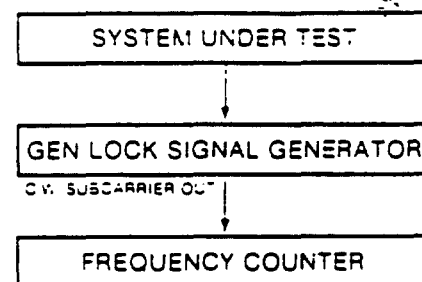 SYSTEM UNDER TEST
GEN LOCK SIGNAL GENERATOR
C.W. SUBCARRIER OUT
FREQUENCY COUNTER